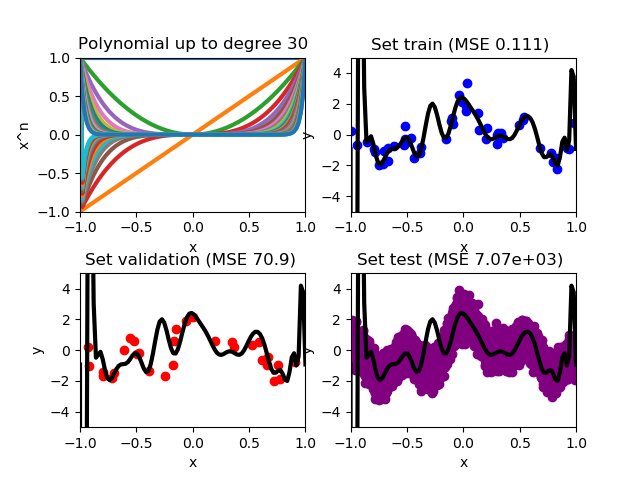 Polynomial up to degree 30
1.0
0.5
0.0
−0.5
−1.0
x^n
−1.0 −0.5 0.0 0.5 1.0
x
Set train (MSE 0.111)
4
2
0
−2
−4
y
−1.0 −0.5 0.0 0.5 1.0
x
Set validation (MSE 70.9)
4
2
0
−2
−4
y
−1.0 −0.5 0.0 0.5 1.0
x
Set test (MSE 7.07e+03)
4
2
0
−2
−4
y
−1.0 −0.5 0.0 0.5 1.0
x